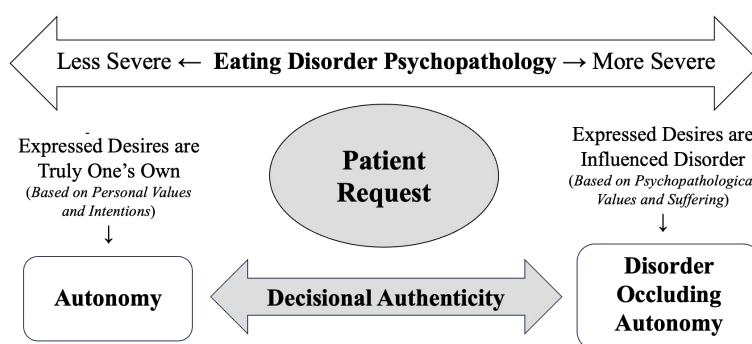 Less Severe ← Eating Disorder Psychopathology → More Severe
Expressed Desires are
Truly One's Own
(Based on Personal Values
and Intentions)
↓
Patient
Request
Expressed Desires are
Influenced Disorder
(Based on Psychopathologica
Values and Suffering)
↓
Autonomy
Decisional Authenticity
Disorder
Occluding
Autonomy